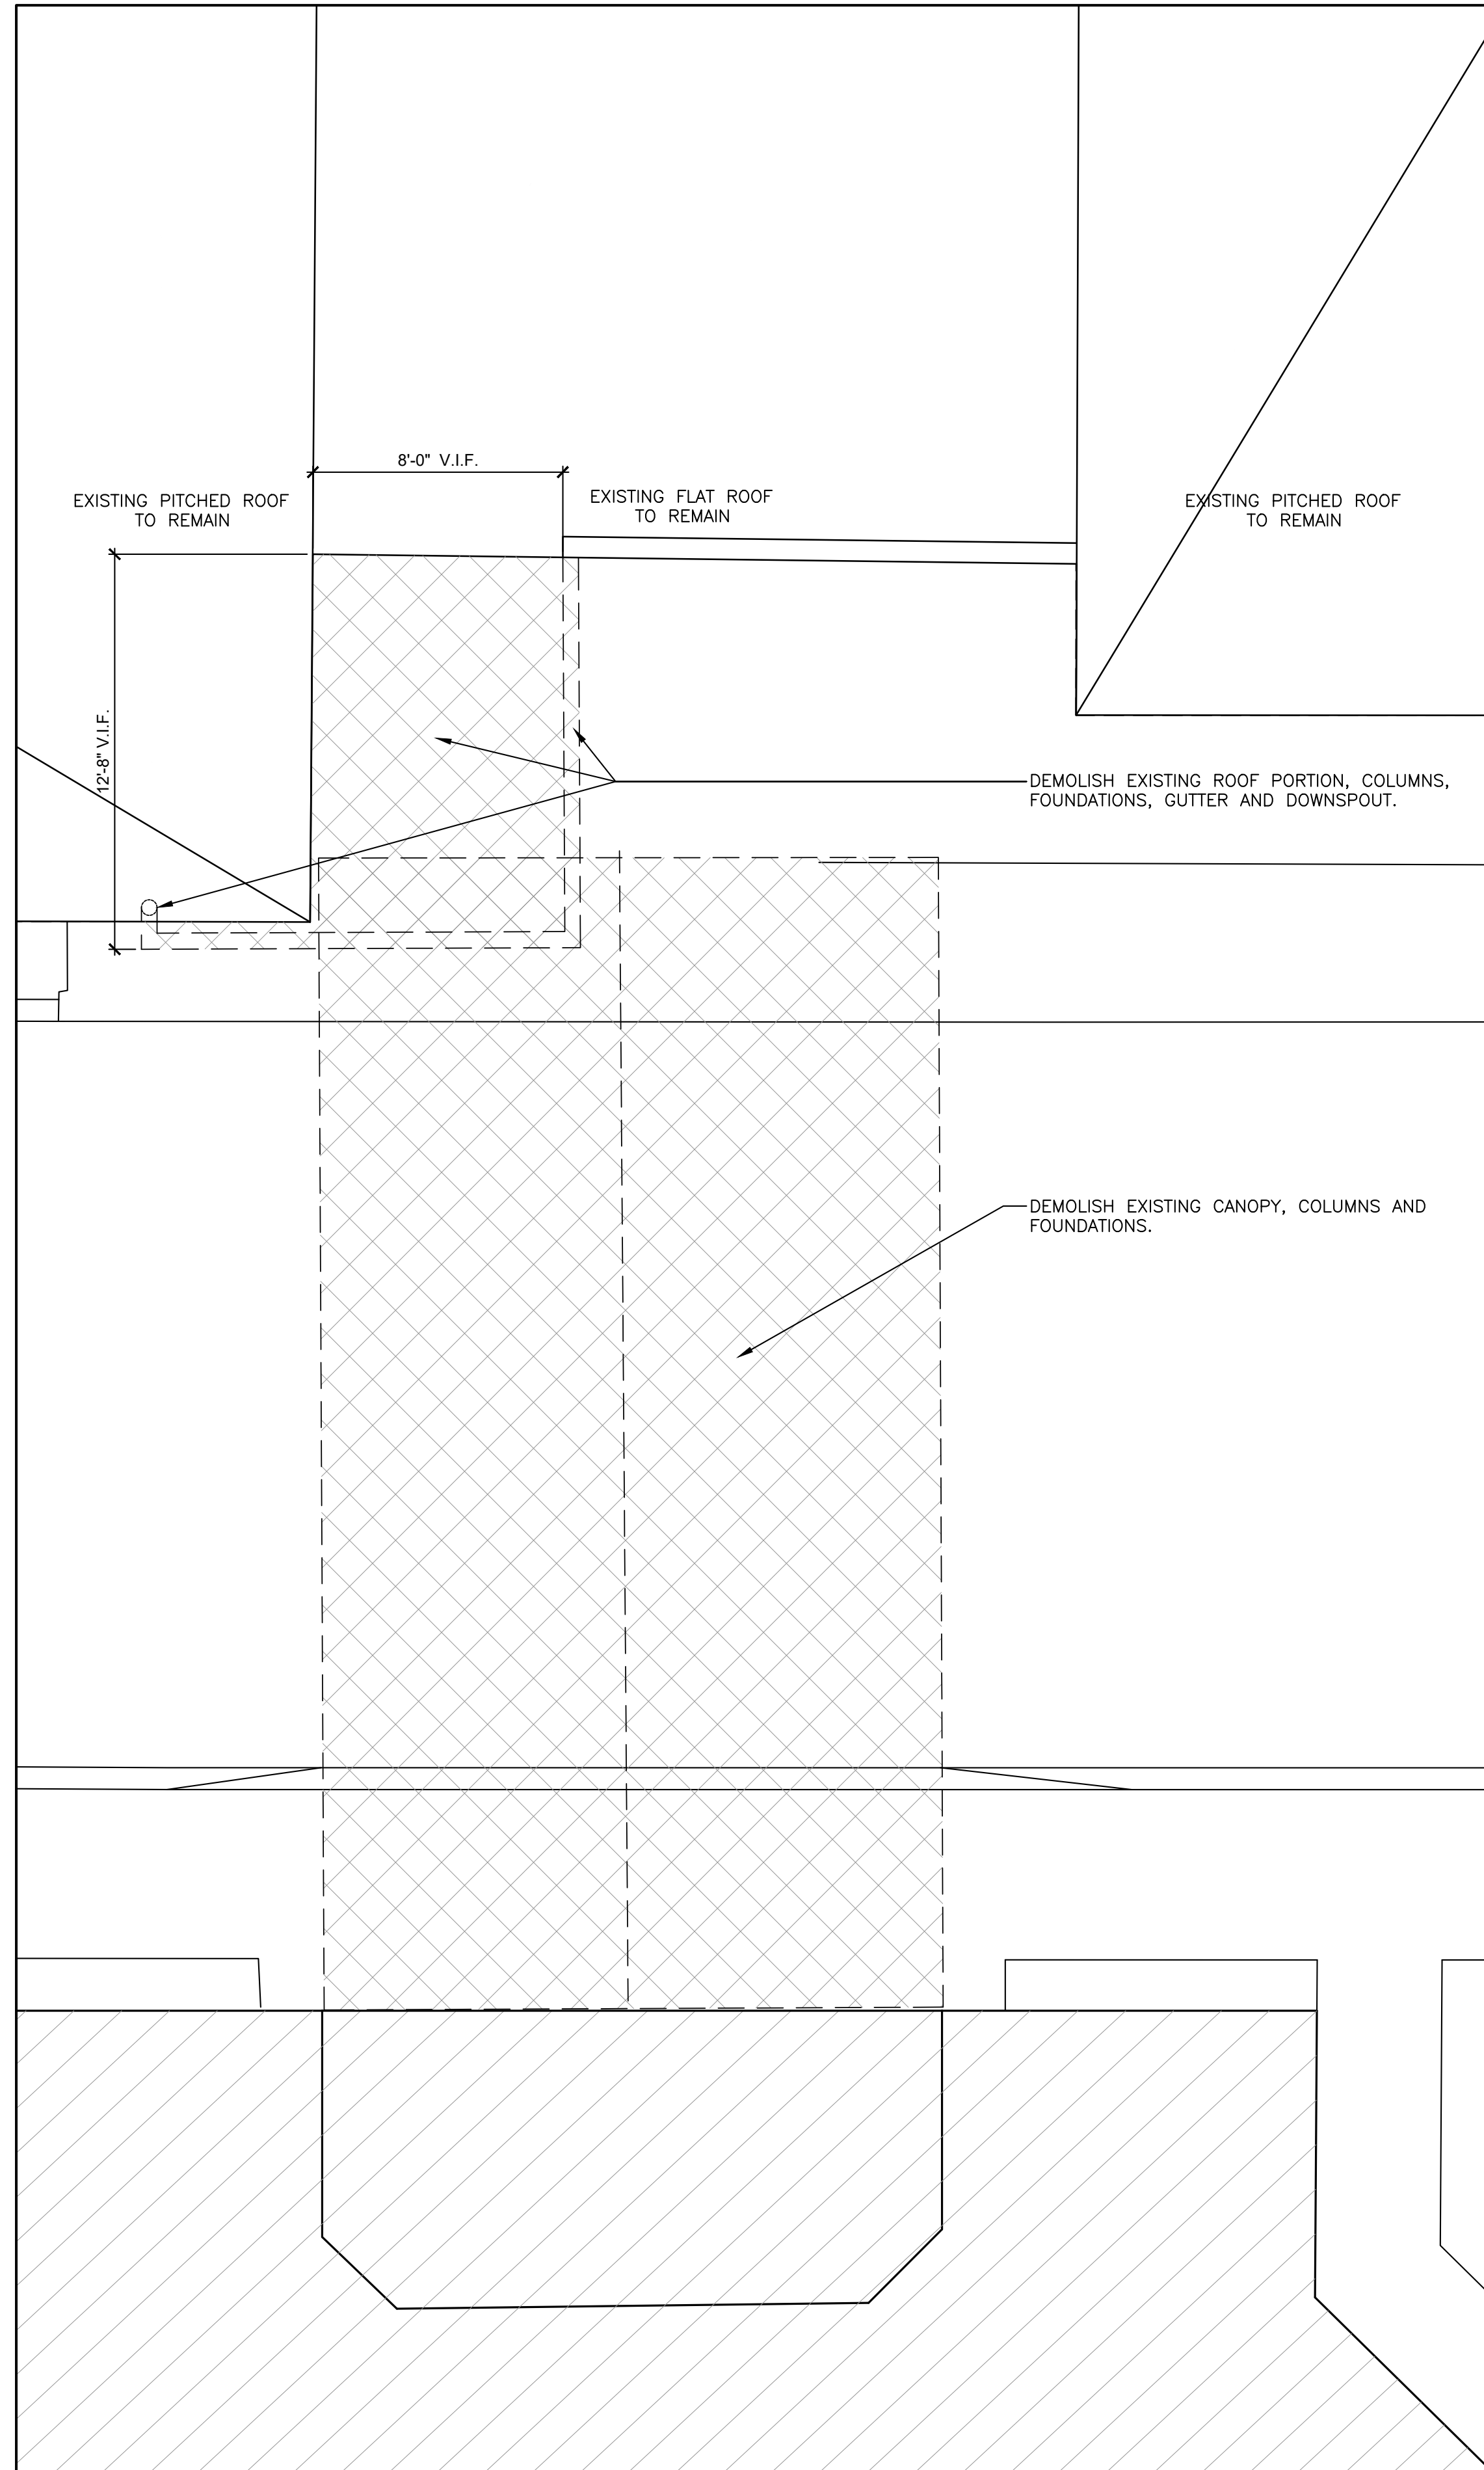 8'-0" V.I.F.
EXISTING PITCHED ROOF
TO REMAIN
EXISTING FLAT ROOF
TO REMAIN
EXISTING PITCHED ROOF
TO REMAIN
12'-8" V.I.F.
DEMOLISH EXISTING ROOF PORTION, COLUMNS,
FOUNDATIONS, GUTTER AND DOWNSPOUT.
DEMOLISH EXISTING CANOPY, COLUMNS AND
FOUNDATIONS.